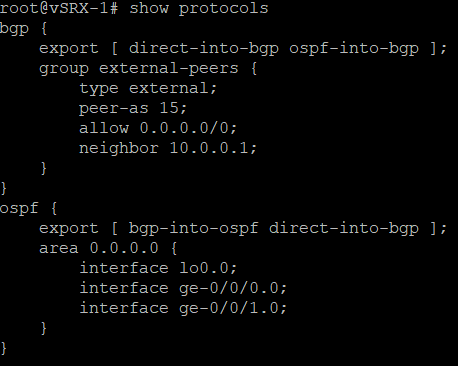 root@vSRX-1# show protocols
bgp {
    export [ direct-into-bgp ospf-into-bgp ];
    group external-peers {
        type external;
        peer-as 15;
        allow 0.0.0.0/0;
        neighbor 10.0.0.1;
    }
}
ospf {
    export [ bgp-into-ospf direct-into-bgp ];
    area 0.0.0.0 {
        interface lo0.0;
        interface ge-0/0/0.0;
        interface ge-0/0/1.0;
    }
}